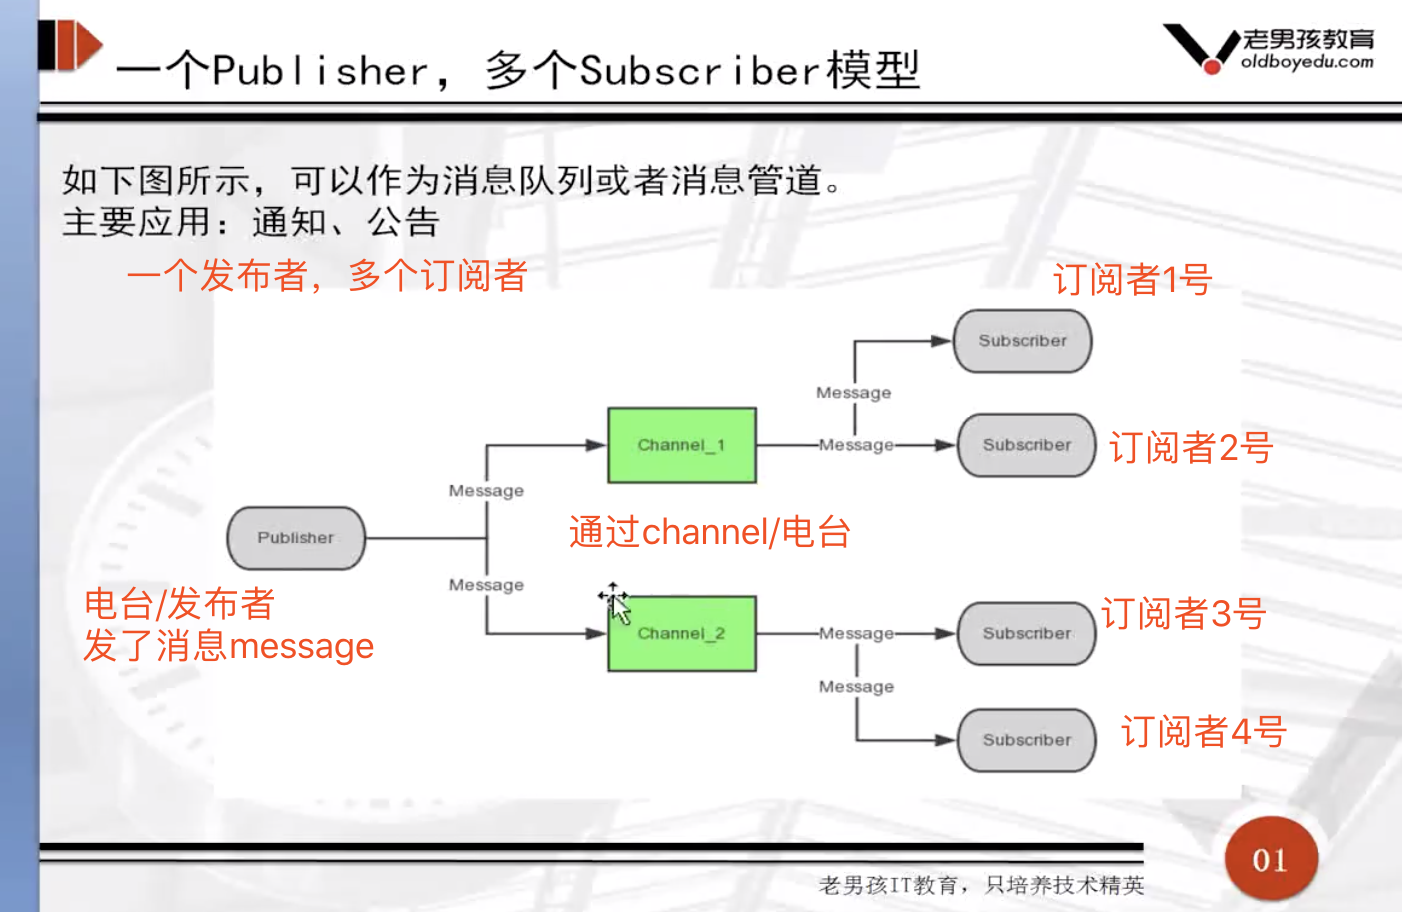 一个Publisher，多个Subscriber模型
老男孩教育
oldboyedu.com
如下图所示，可以作为消息队列或者消息管道。
主要应用：通知、公告
一个发布者，多个订阅者
订阅者1号
Subscriber
Message
Channel_1
Message
Subscriber
订阅者2号
Message
Publisher
通过channel/电台
Message
电台/发布者
发了消息message
Channel_2
Message
Subscriber
订阅者3号
Message
Subscriber
订阅者4号
01
老男孩IT教育，只培养技术精英